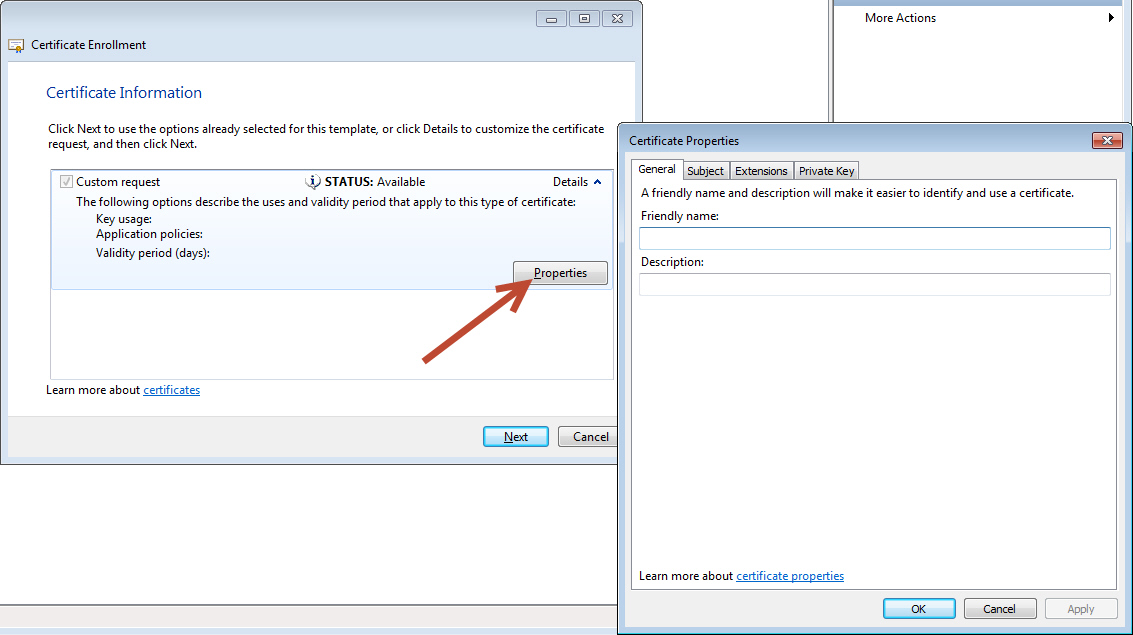 Certificate Enrollment
Certificate Information
Click Next to use the options already selected for this template, or click Details to customize the certificate
request, and then click Next.
Custom request
STATUS: Available
Details
The following options describe the uses and validity period that apply to this type of certificate:
Key usage:
Application policies:
Validity period (days):
Properties
Learn more about certificates
Next
Cancel
More Actions
Certificate Properties
General
Subject
Extensions
Private Key
A friendly name and description will make it easier to identify and use a certificate.
Friendly name:
Description:
Learn more about certificate properties
OK
Cancel
Apply